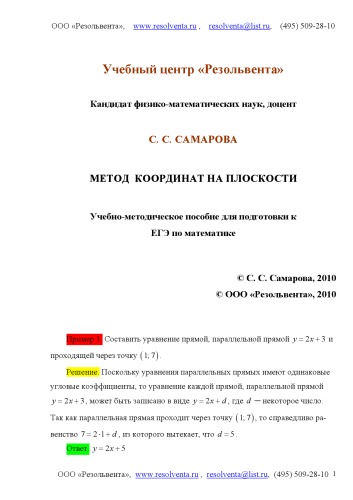 ООО «Резольвента», www.resolventa.ru , resolventa@list.ru, (495) 509-28-10
Учебный центр «Резольвента»
Кандидат физико-математических наук, доцент
С. С. САМАРОВА
МЕТОД КООРДИНАТ НА ПЛОСКОСТИ
Учебно-методическое пособие для подготовки к
ЕГЭ по математике
© С. С. Самарова, 2010
© ООО «Резольвента», 2010
Пример 1. Составить уравнение прямой, параллельной прямой y = 2x + 3 и
проходящей через точку (1; 7).
Решение. Поскольку уравнения параллельных прямых имеют одинаковые
угловые коэффициенты, то уравнение каждой прямой, параллельной прямой
y = 2x + 3, может быть записано в виде y = 2x + d, где d — некоторое число.
Так как параллельная прямая проходит через точку (1; 7), то справедливо ра-
венство 7 = 2·1 + d, из которого вытекает, что d = 5.
Ответ. y = 2x + 5
ООО «Резольвента», www.resolventa.ru , resolventa@list.ru, (495) 509-28-10 1